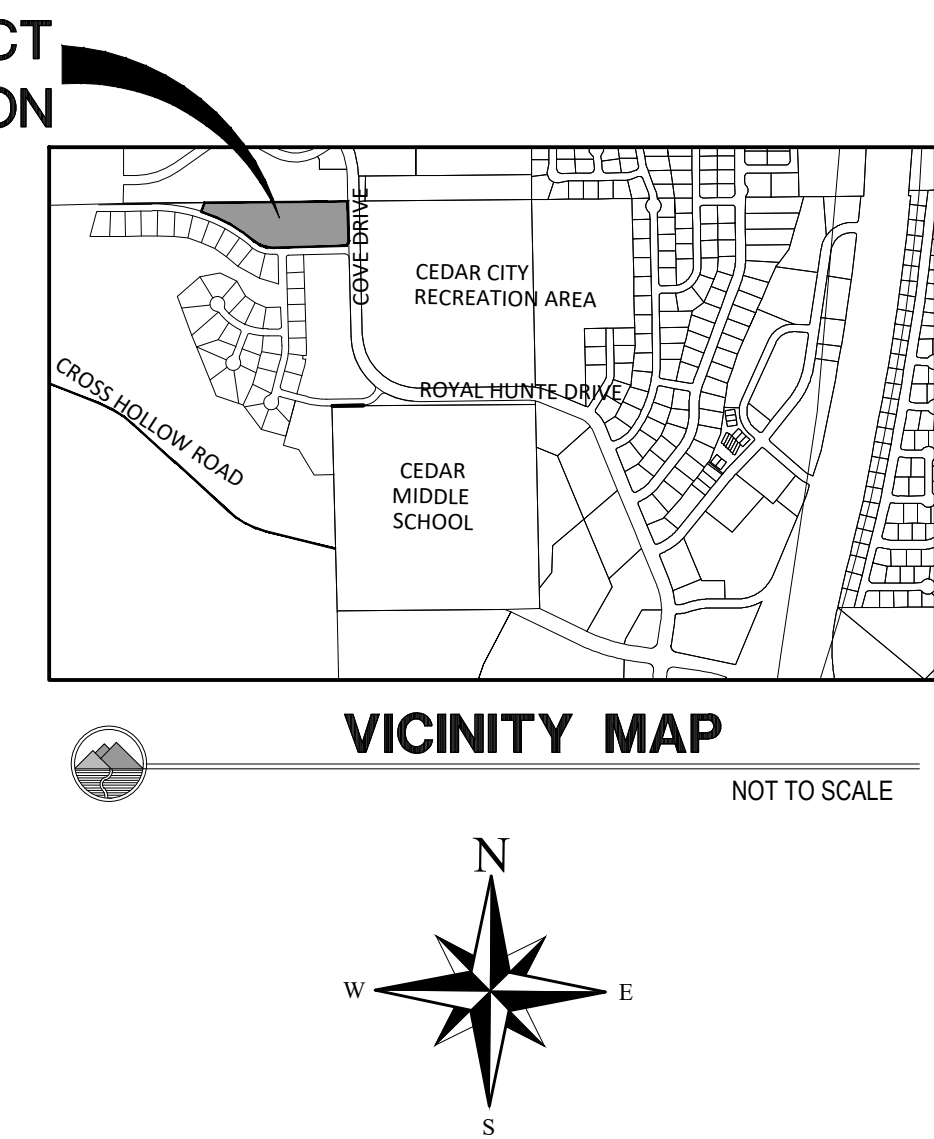 CT
ON
COVE DRIVE
CEDAR CITY
RECREATION AREA
CROSS HOLLOW ROAD
ROYAL HUNTE DRIVE
CEDAR
MIDDLE
SCHOOL
VICINITY MAP
NOT TO SCALE
N
W
E
S